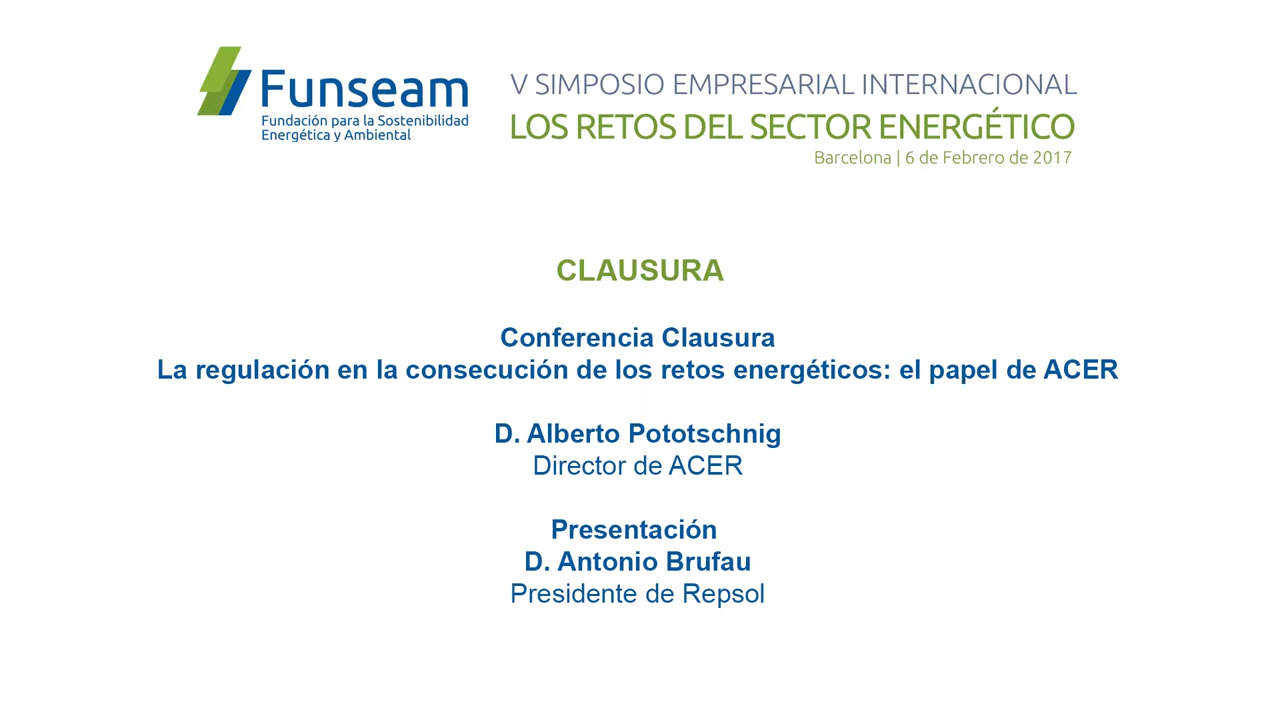 Funseam
Fundación para la Sostenibilidad
Energética y Ambiental
V SIMPOSIO EMPRESARIAL INTERNACIONAL
LOS RETOS DEL SECTOR ENERGÉTICO
Barcelona | 6 de Febrero de 2017
CLAUSURA
Conferencia Clausura
La regulación en la consecución de los retos energéticos: el papel de ACER
D. Alberto Pototschnig
Director de ACER
Presentación
D. Antonio Brufau
Presidente de Repsol